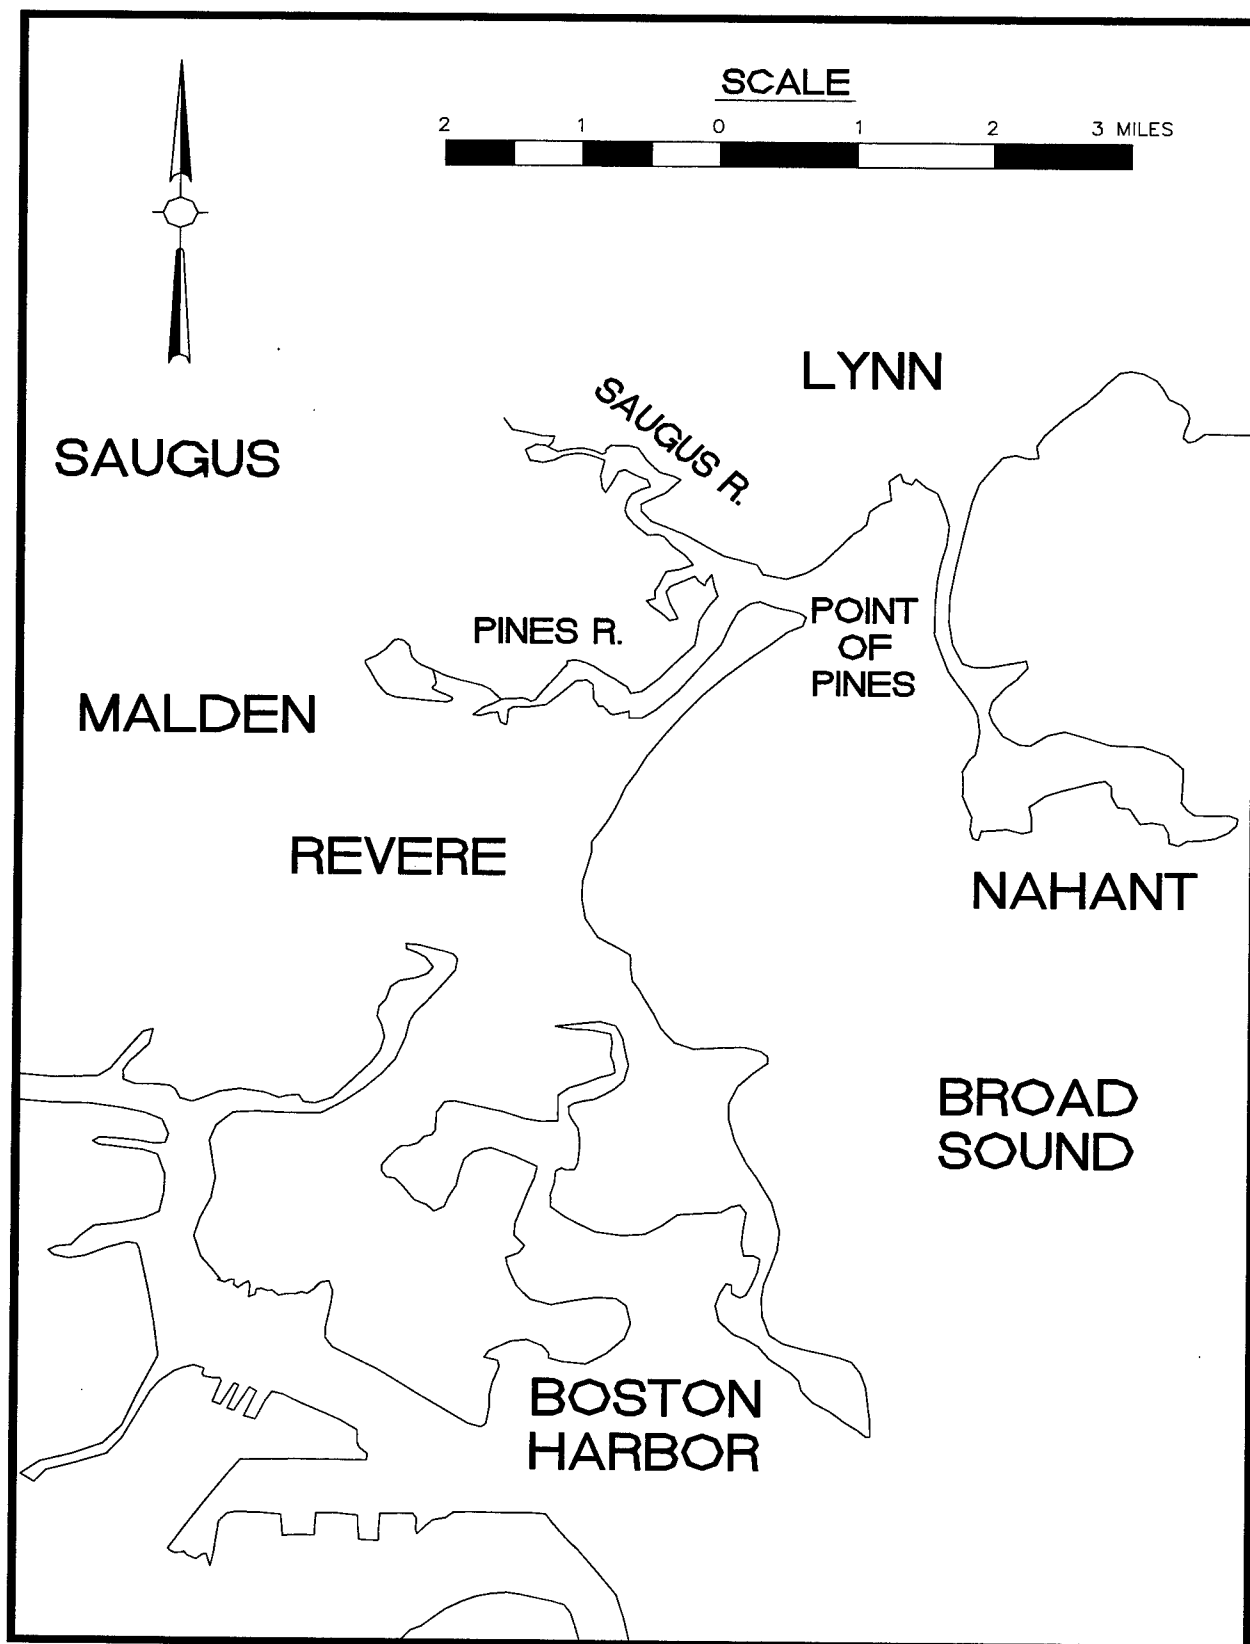 SCALE
2 1 0 1 2 3 MILES
LYNN
SAUGUS R.
SAUGUS
POINT
OF
PINES
PINES R.
MALDEN
REVERE
NAHANT
BROAD
SOUND
BOSTON
HARBOR